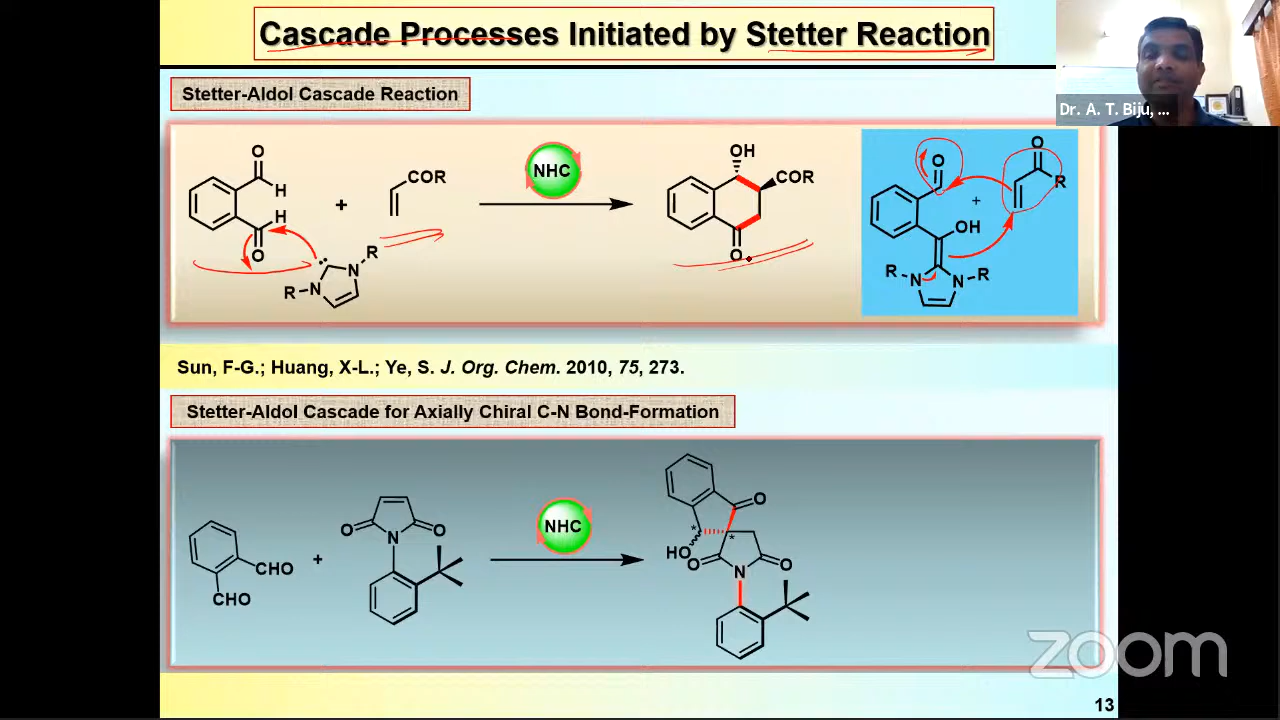 Cascade Processes Initiated by Stetter Reaction
Dr. A. T. Biju, ...
Stetter-Aldol Cascade Reaction
O
H
H
O
+
COR
R
N
N
R
NHC
OH
COR
O
O
O
R
+
OH
R
N
N
R
Sun, F-G.; Huang, X-L.; Ye, S. J. Org. Chem. 2010, 75, 273.
Stetter-Aldol Cascade for Axially Chiral C-N Bond-Formation
CHO
CHO
+
O
O
N
NHC
O
*
*
HO
O
O
N
zoom
13